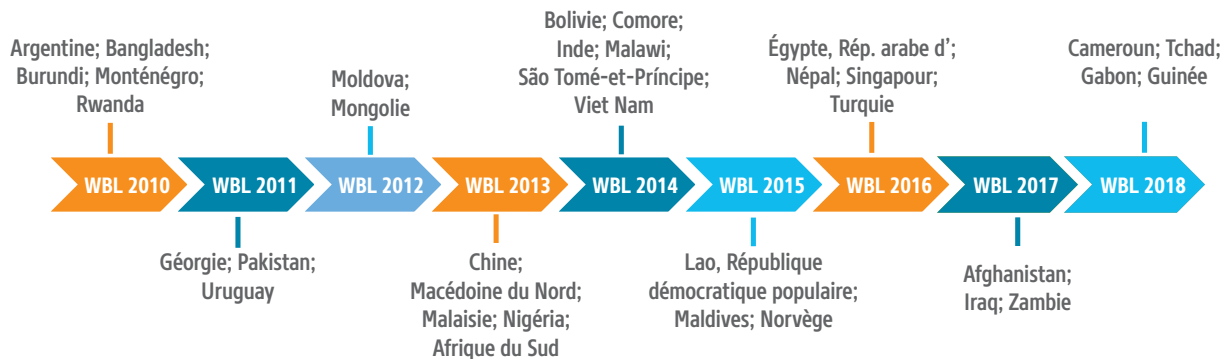 Argentine; Bangladesh;
Burundi; Monténégro;
Rwanda
Moldova;
Mongolie
Bolivie; Comore;
Inde; Malawi;
São Tomé-et-Príncipe;
Viet Nam
Égypte, Rép. arabe d’;
Népal; Singapour;
Turquie
Cameroun; Tchad;
Gabon; Guinée
WBL 2010
WBL 2011
WBL 2012
WBL 2013
WBL 2014
WBL 2015
WBL 2016
WBL 2017
WBL 2018
Géorgie; Pakistan;
Uruguay
Chine;
Macédoine du Nord;
Malaisie; Nigéria;
Afrique du Sud
Lao, République
démocratique populaire;
Maldives; Norvège
Afghanistan;
Iraq; Zambie